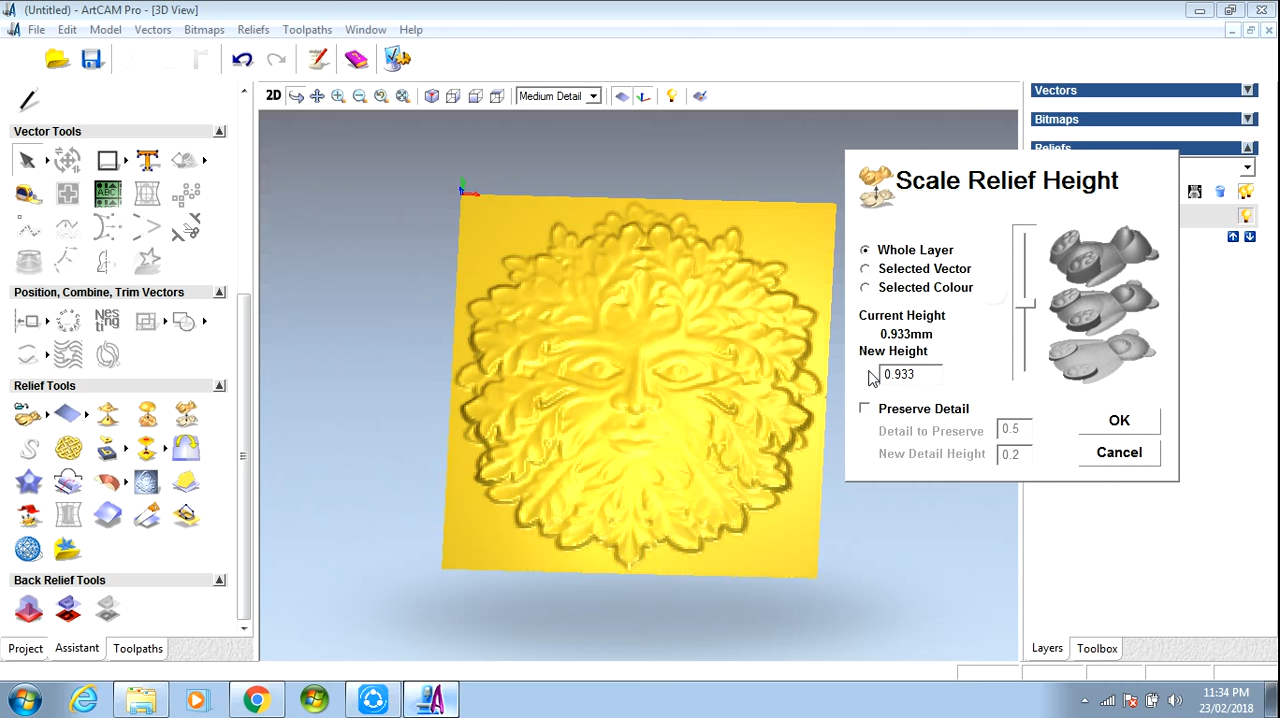 (Untitled) - ArtCAM Pro - [3D View]
File Edit Model Vectors Bitmaps Reliefs Toolpaths Window Help
2D Medium Detail
Vectors
Bitmaps
Reliefs
Vector Tools
ABC
Position, Combine, Trim Vectors
Nes
ting
Relief Tools
Back Relief Tools
Scale Relief Height
Whole Layer
Selected Vector
Selected Colour
Current Height
0.933mm
New Height
0.933
Preserve Detail
Detail to Preserve 0.5
New Detail Height 0.2
OK
Cancel
Project Assistant Toolpaths
Layers Toolbox
11:34 PM
23/02/2018